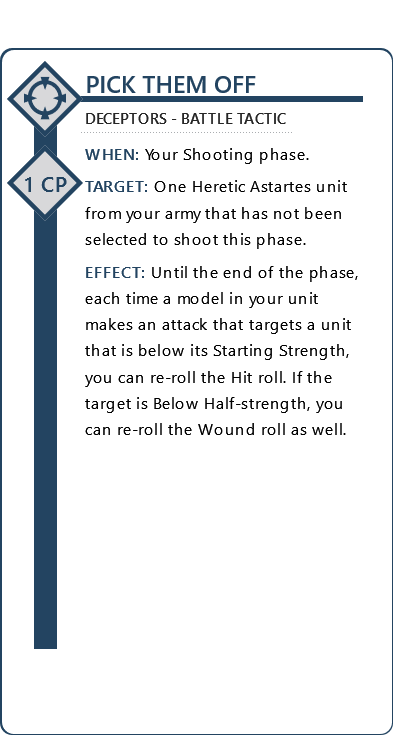 PICK THEM OFF
DECEPTORS - BATTLE TACTIC
WHEN: Your Shooting phase.
1 CP
TARGET: One Heretic Astartes unit
from your army that has not been
selected to shoot this phase.
EFFECT: Until the end of the phase,
each time a model in your unit
makes an attack that targets a unit
that is below its Starting Strength,
you can re-roll the Hit roll. If the
target is Below Half-strength, you
can re-roll the Wound roll as well.